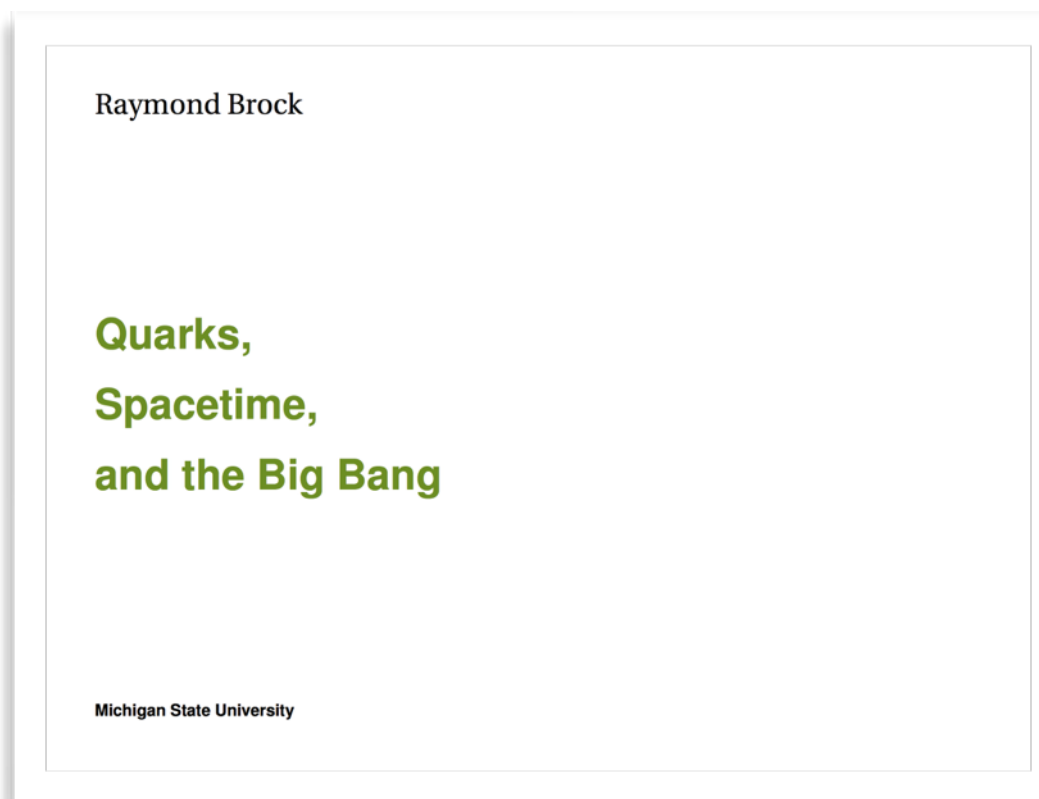 Raymond Brock
Quarks,
Spacetime,
and the Big Bang
Michigan State University